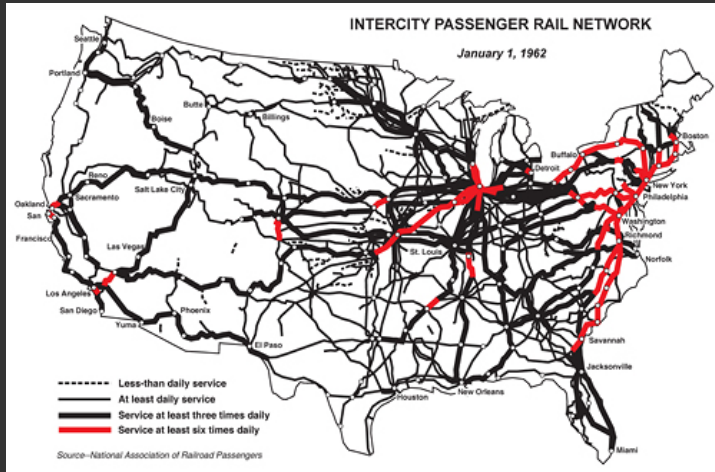 INTERCITY PASSENGER RAIL NETWORK
January 1, 1962
Seattle
Portland
Butte
Billings
Boise
Boston
Buffalo
Detroit
New York
Philadelphia
Reno
Salt Lake City
Oakland
Sacramento
San
Francisco
Washington
Richmond
Norfolk
Las Vegas
St. Louis
Los Angeles
San Diego
Yuma
Phoenix
El Paso
Savannah
Jacksonville
Houston
New Orleans
Miami
Less-than daily service
At least daily service
Service at least three times daily
Service at least six times daily
Source--National Association of Railroad Passengers